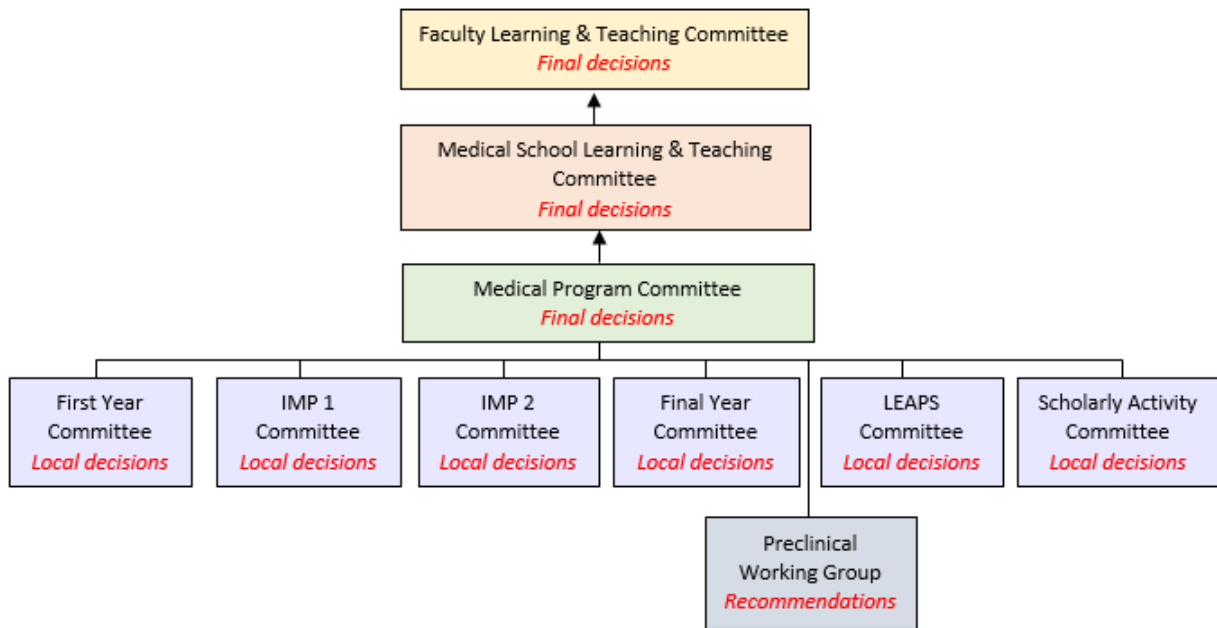 Faculty Learning & Teaching Committee
Final decisions
Medical School Learning & Teaching
Committee
Final decisions
Medical Program Committee
Final decisions
First Year
Committee
Local decisions
IMP 1
Committee
Local decisions
IMP 2
Committee
Local decisions
Final Year
Committee
Local decisions
LEAPS
Committee
Local decisions
Scholarly Activity
Committee
Local decisions
Preclinical
Working Group
Recommendations